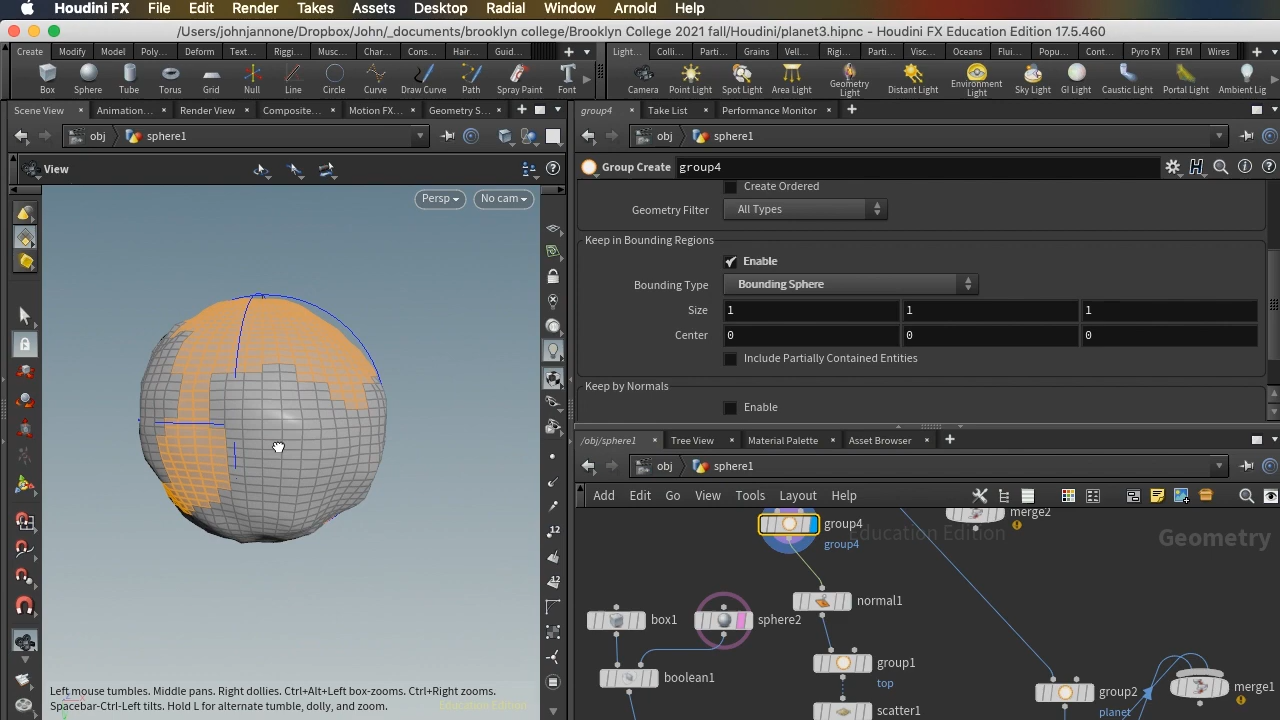 Houdini FX File Edit Render Takes Assets Desktop Radial Window Arnold Help
/Users/johnjannone/Dropbox/John/_documents/brooklyn college/Brooklyn College 2021 fall/Houdini/planet3.hipnc - Houdini FX Education Edition 17.5.460
Create Modify Model Poly... Deform Text... Riggi... Musc... Char... Cons... Hair... Guid... Light... Colli... Parti... Grains Vell... Rigi... Parti... Visc... Oceans Flui... Popu... Cont... Pyro FX FEM Wires
Box Sphere Tube Torus Grid Null Line Circle Curve Draw Curve Path Spray Paint Font Camera Point Light Spot Light Area Light Geometry Light Distant Light Environment Light Sky Light GI Light Caustic Light Portal Light Ambient Lig
Scene View Animation... Render View Composite... Motion FX... Geometry S... group4 Take List Performance Monitor
obj sphere1 obj sphere1
View
Group Create group4
Persp No cam
Create Ordered
Geometry Filter All Types
Keep in Bounding Regions
Enable
Bounding Type Bounding Sphere
Size 1 1 1
Center 0 0 0
Include Partially Contained Entities
Keep by Normals
Enable
/obj/sphere1 Tree View Material Palette Asset Browser
obj sphere1
Add Edit Go View Tools Layout Help
group4
group4
merge2
Education Edition
Geometry
normal1
box1 sphere2
group1
top
boolean1
group2
planet
merge1
scatter1
12
12
Left mouse tumbles. Middle pans. Right dollies. Ctrl+Alt+Left box-zooms. Ctrl+Right zooms.
Spacebar-Ctrl-Left tilts. Hold L for alternate tumble, dolly, and zoom.
Education Edition